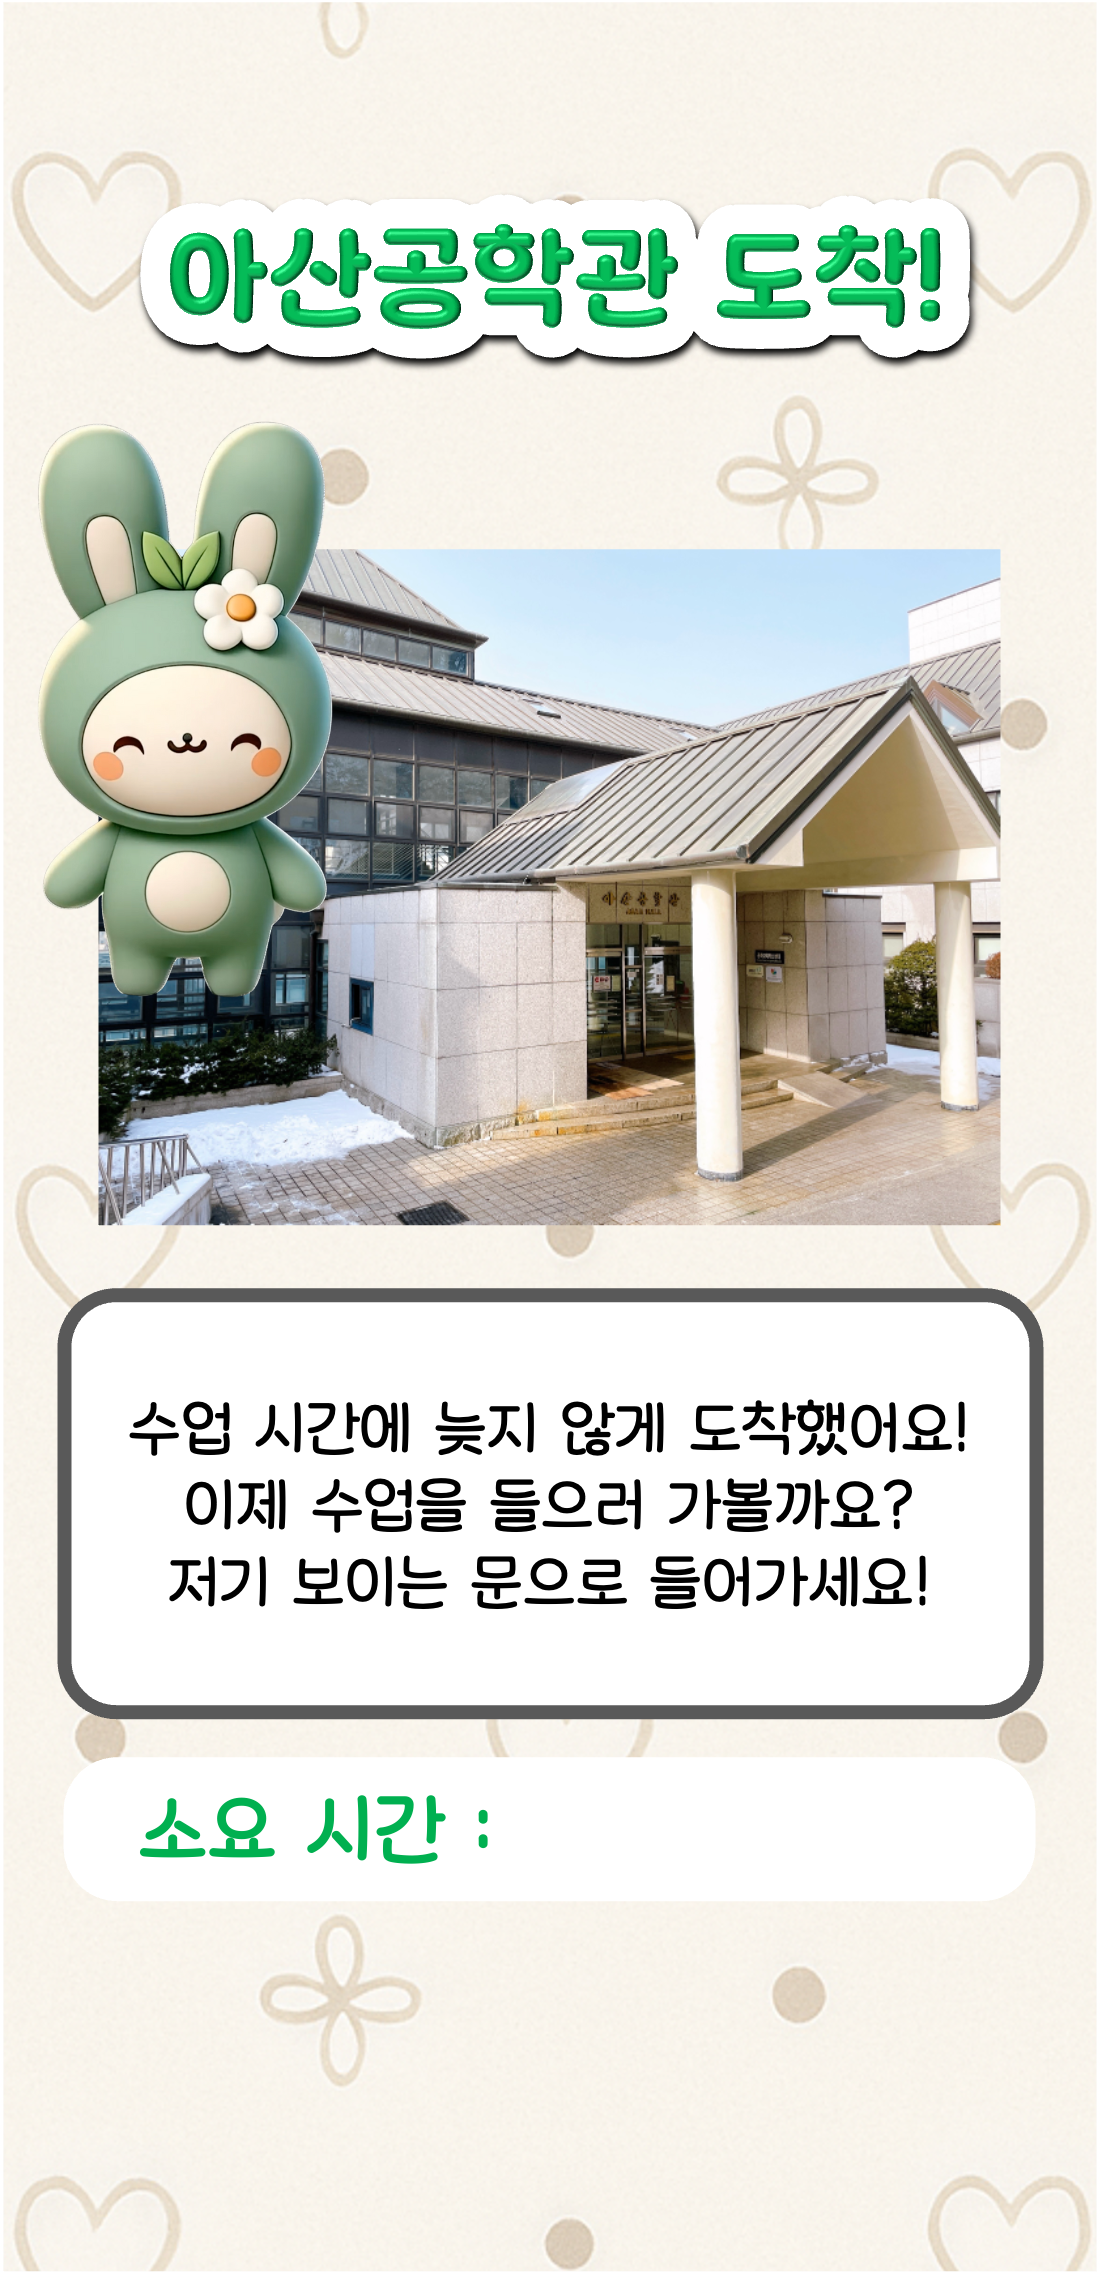 아산공학관 도착!
아산공학관
ASAN HALL
수업 시간에 늦지 않게 도착했어요!
이제 수업을 들으러 가볼까요?
저기 보이는 문으로 들어가세요!
소요 시간 :